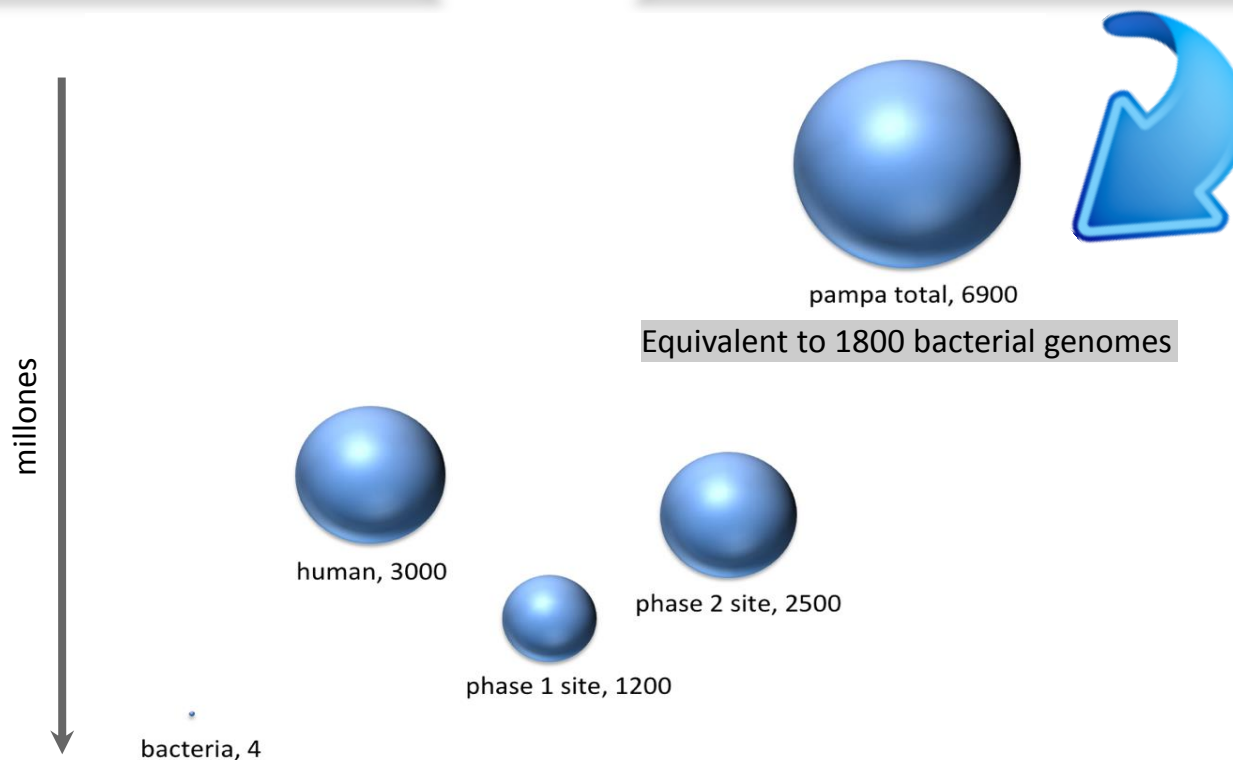 pampa total, 6900
Equivalent to 1800 bacterial genomes
millones
human, 3000
phase 2 site, 2500
phase 1 site, 1200
bacteria, 4